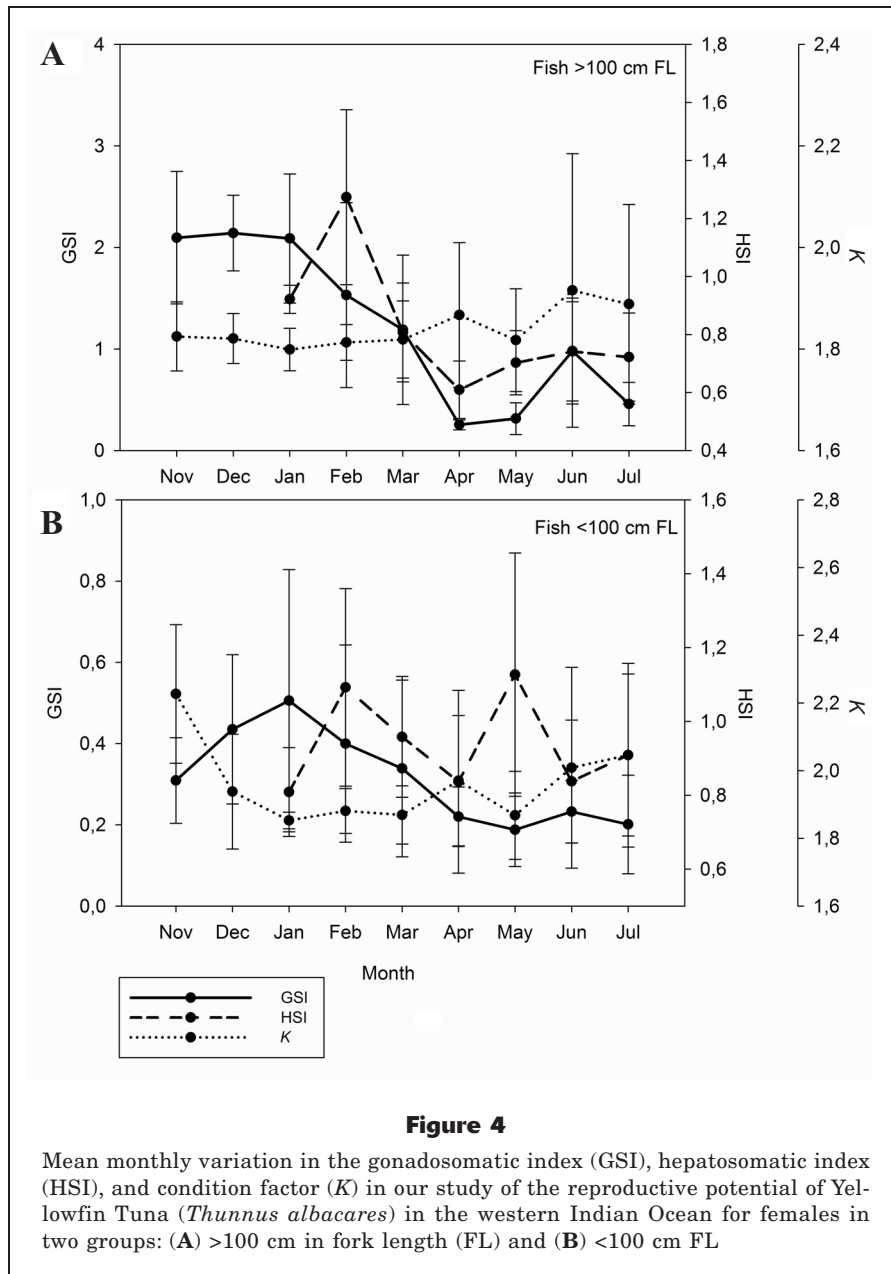 A
Fish >100 cm FL
4
3
2
1
0
GSI
1,8
1,6
1,4
1,2
1,0
0,8
0,6
0,4
HSI
2,4
2,2
2,0
1,8
1,6
K
Nov Dec Jan Feb Mar Apr May Jun Jul
B
Fish <100 cm FL
1,0
0,8
0,6
0,4
0,2
0,0
GSI
1,6
1,4
1,2
1,0
0,8
0,6
HSI
2,8
2,6
2,4
2,2
2,0
1,8
1,6
K
Nov Dec Jan Feb Mar Apr May Jun Jul
Month
GSI
HSI
K
Figure 4
Mean monthly variation in the gonadosomatic index (GSI), hepatosomatic index
(HSI), and condition factor (K) in our study of the reproductive potential of Yel-
lowfin Tuna (Thunnus albacares) in the western Indian Ocean for females in
two groups: (A) >100 cm in fork length (FL) and (B) <100 cm FL